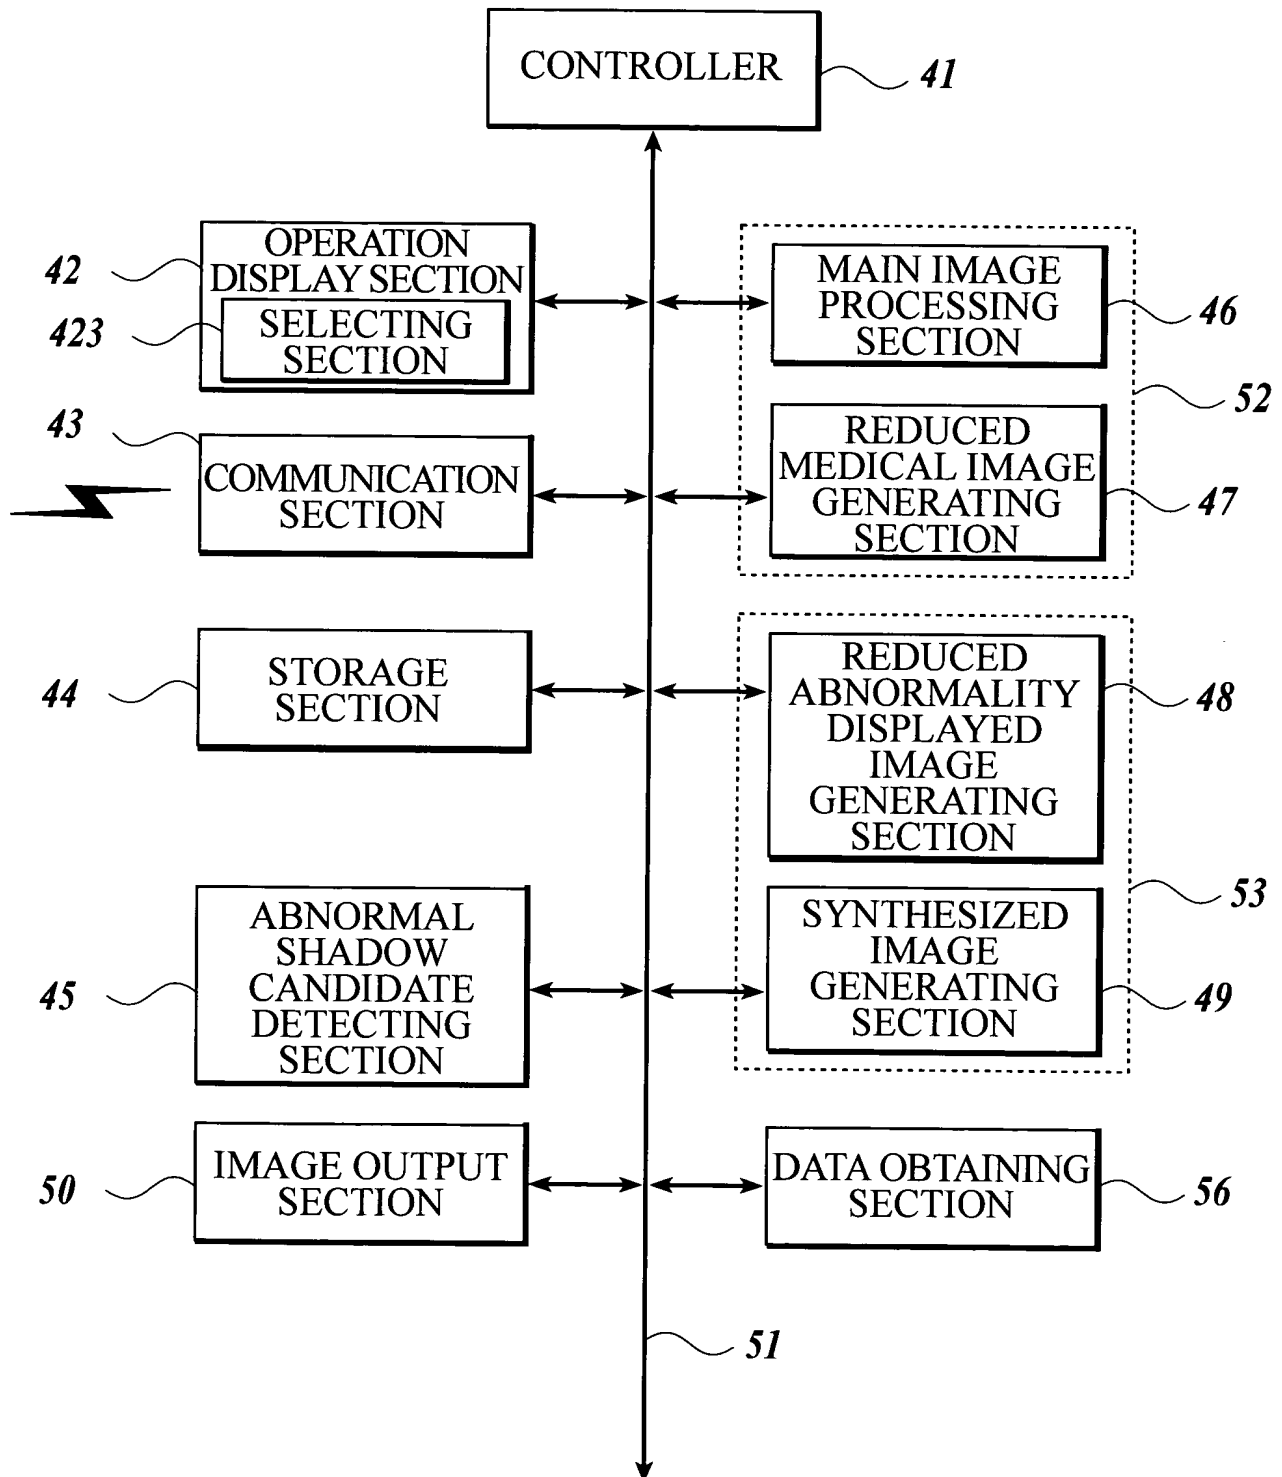 CONTROLLER
41
OPERATION
DISPLAY SECTION
42
SELECTING
SECTION
423
MAIN IMAGE
PROCESSING
SECTION
46
52
43
COMMUNICATION
SECTION
REDUCED
MEDICAL IMAGE
GENERATING
SECTION
47
STORAGE
SECTION
44
REDUCED
ABNORMALITY
DISPLAYED
IMAGE
GENERATING
SECTION
48
53
ABNORMAL
SHADOW
CANDIDATE
DETECTING
SECTION
45
SYNTHESIZED
IMAGE
GENERATING
SECTION
49
IMAGE OUTPUT
SECTION
50
DATA OBTAINING
SECTION
56
51